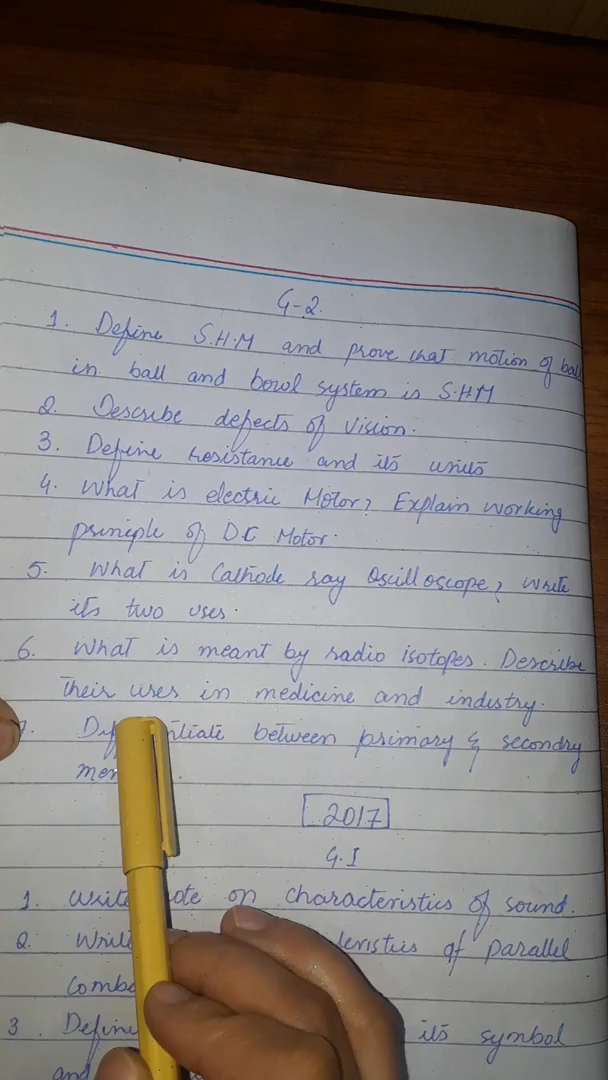 G-2.
1. Define S.H.M and prove that motion of ball
in ball and bowl system is S.H.M
2. Describe defects of vision.
3. Define resistance and its units
4. What is electric Motor? Explain working
principle of DC Motor.
5. What is Cathode ray Oscilloscope? Write
its two uses.
6. What is meant by radio isotopes. Describe
their uses in medicine and industry.
between primary & secondry
2017
G.I
1. Write note on characteristics of sound.
2. of parallel
3. Define its symbol
and